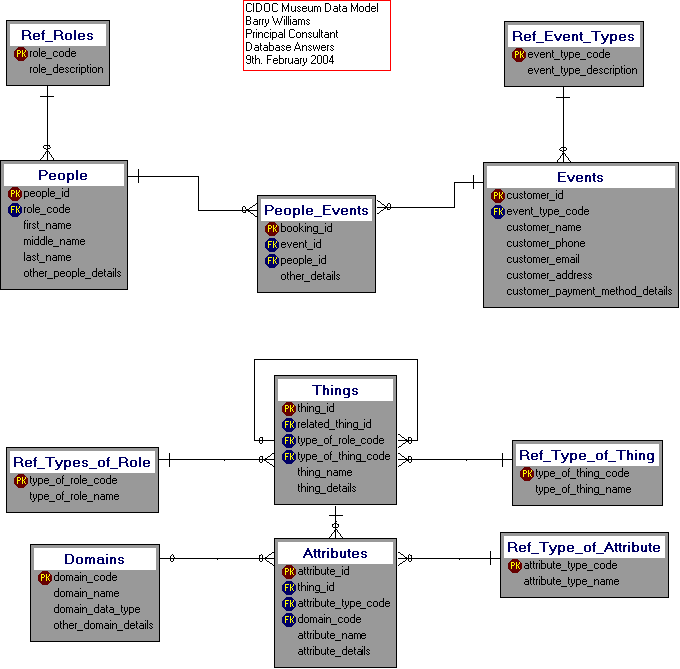 CIDOC Museum Data Model
Barry Williams
Principal Consultant
Database Answers
9th. February 2004
Ref_Roles
PK role_code
role_description
Ref_Event_Types
PK event_type_code
event_type_description
People
PK people_id
FK role_code
first_name
middle_name
last_name
other_people_details
People_Events
PK booking_id
FK event_id
FK people_id
other_details
Events
PK customer_id
FK event_type_code
customer_name
customer_phone
customer_email
customer_address
customer_payment_method_details
Things
PK thing_id
FK related_thing_id
FK type_of_role_code
FK type_of_thing_code
thing_name
thing_details
Ref_Types_of_Role
PK type_of_role_code
type_of_role_name
Ref_Type_of_Thing
PK type_of_thing_code
type_of_thing_name
Domains
PK domain_code
domain_name
domain_data_type
other_domain_details
Attributes
PK attribute_id
FK thing_id
FK attribute_type_code
FK domain_code
attribute_name
attribute_details
Ref_Type_of_Attribute
PK attribute_type_code
attribute_type_name